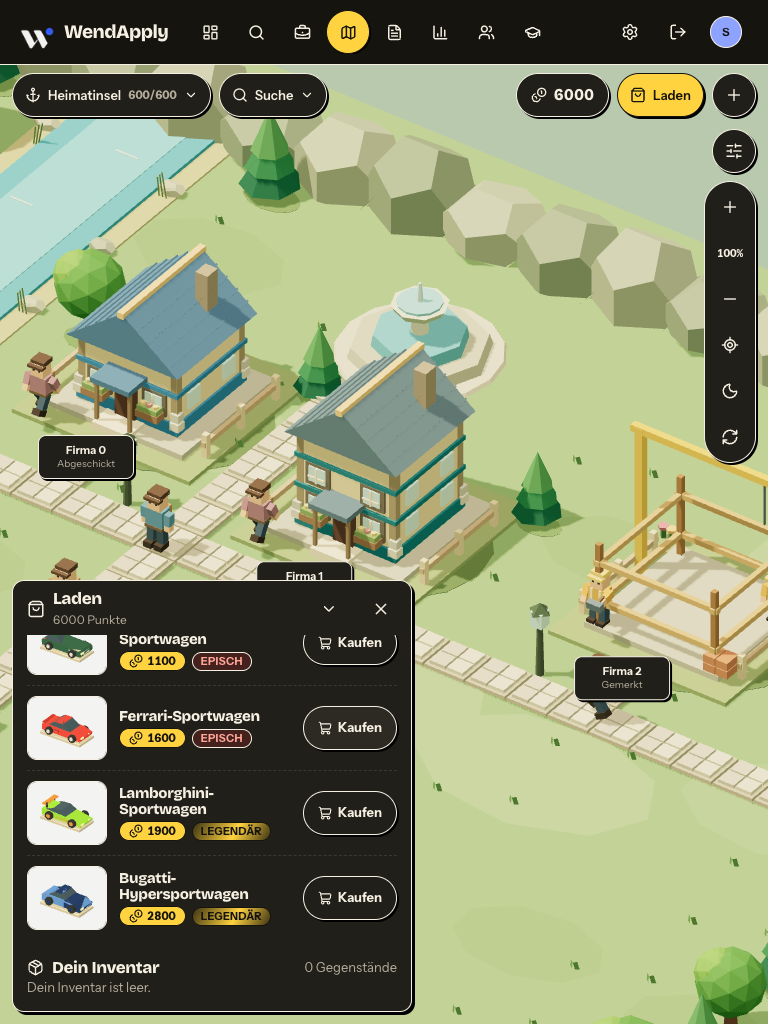 WendApply
S
Heimatinsel 600/600
Suche
6000
Laden
100%
Firma 0
Abgeschickt
Firma 1
Firma 2
Gemerkt
Laden
6000 Punkte
Sportwagen
1100 EPISCH
Kaufen
Ferrari-Sportwagen
1600 EPISCH
Kaufen
Lamborghini-
Sportwagen
1900 LEGENDÄR
Kaufen
Bugatti-
Hypersportwagen
2800 LEGENDÄR
Kaufen
Dein Inventar
0 Gegenstände
Dein Inventar ist leer.